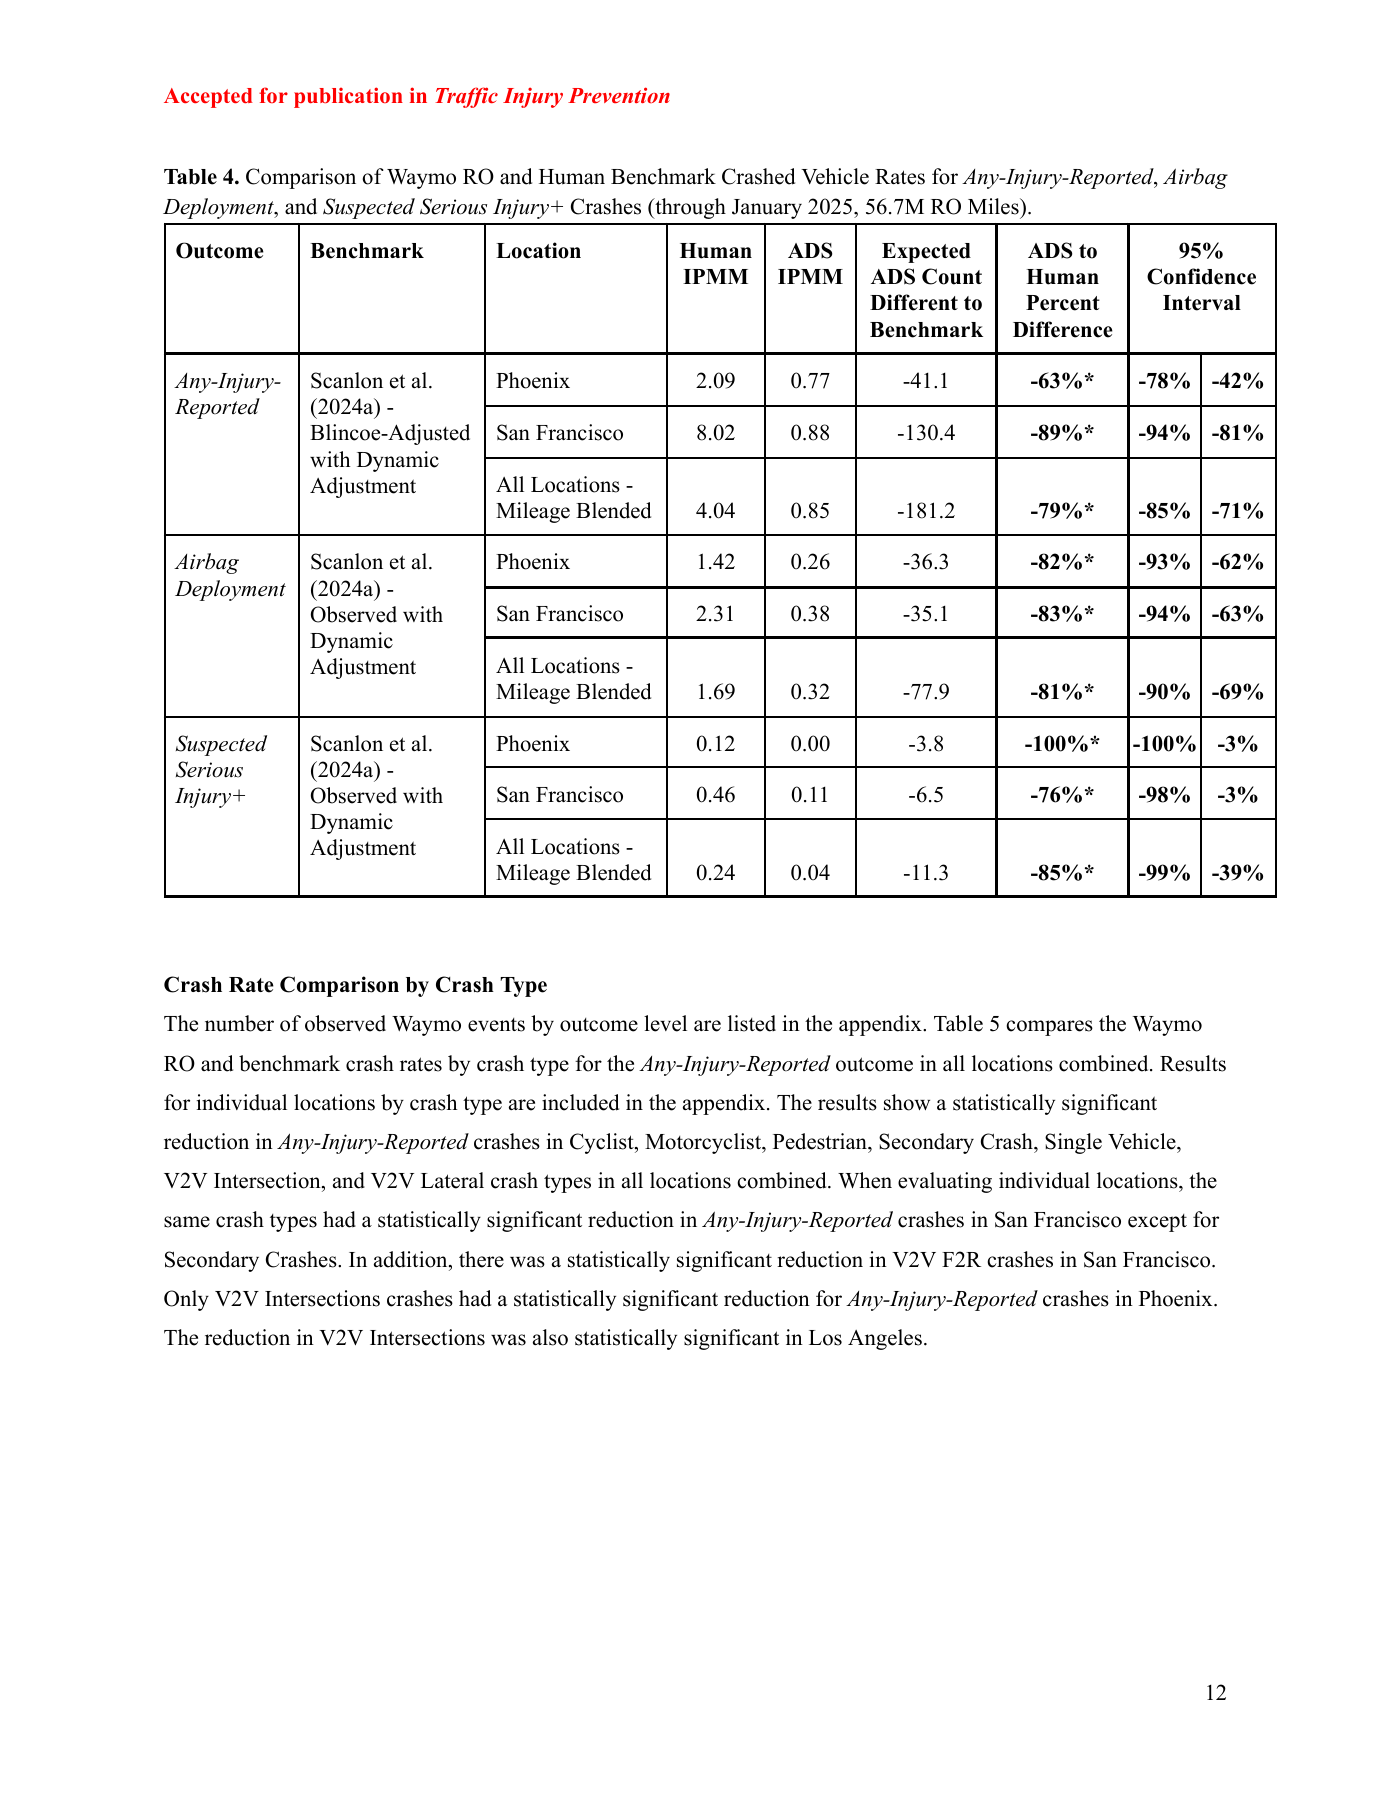 Accepted for publication in Traffic Injury Prevention
Table 4. Comparison of Waymo RO and Human Benchmark Crashed Vehicle Rates for Any-Injury-Reported, Airbag
Deployment, and Suspected Serious Injury+ Crashes (through January 2025, 56.7M RO Miles).
Outcome Benchmark Location Human IPMM ADS IPMM Expected ADS Count Different to Benchmark ADS to Human Percent Difference 95% Confidence Interval
Any-Injury-Reported Scanlon et al. (2024a) - Blincoe-Adjusted with Dynamic Adjustment Phoenix 2.09 0.77 -41.1 -63%* -78% -42%
San Francisco 8.02 0.88 -130.4 -89%* -94% -81%
All Locations - Mileage Blended 4.04 0.85 -181.2 -79%* -85% -71%
Airbag Deployment Scanlon et al. (2024a) - Observed with Dynamic Adjustment Phoenix 1.42 0.26 -36.3 -82%* -93% -62%
San Francisco 2.31 0.38 -35.1 -83%* -94% -63%
All Locations - Mileage Blended 1.69 0.32 -77.9 -81%* -90% -69%
Suspected Serious Injury+ Scanlon et al. (2024a) - Observed with Dynamic Adjustment Phoenix 0.12 0.00 -3.8 -100%* -100% -3%
San Francisco 0.46 0.11 -6.5 -76%* -98% -3%
All Locations - Mileage Blended 0.24 0.04 -11.3 -85%* -99% -39%
Crash Rate Comparison by Crash Type
The number of observed Waymo events by outcome level are listed in the appendix. Table 5 compares the Waymo
RO and benchmark crash rates by crash type for the Any-Injury-Reported outcome in all locations combined. Results
for individual locations by crash type are included in the appendix. The results show a statistically significant
reduction in Any-Injury-Reported crashes in Cyclist, Motorcyclist, Pedestrian, Secondary Crash, Single Vehicle,
V2V Intersection, and V2V Lateral crash types in all locations combined. When evaluating individual locations, the
same crash types had a statistically significant reduction in Any-Injury-Reported crashes in San Francisco except for
Secondary Crashes. In addition, there was a statistically significant reduction in V2V F2R crashes in San Francisco.
Only V2V Intersections crashes had a statistically significant reduction for Any-Injury-Reported crashes in Phoenix.
The reduction in V2V Intersections was also statistically significant in Los Angeles.
12